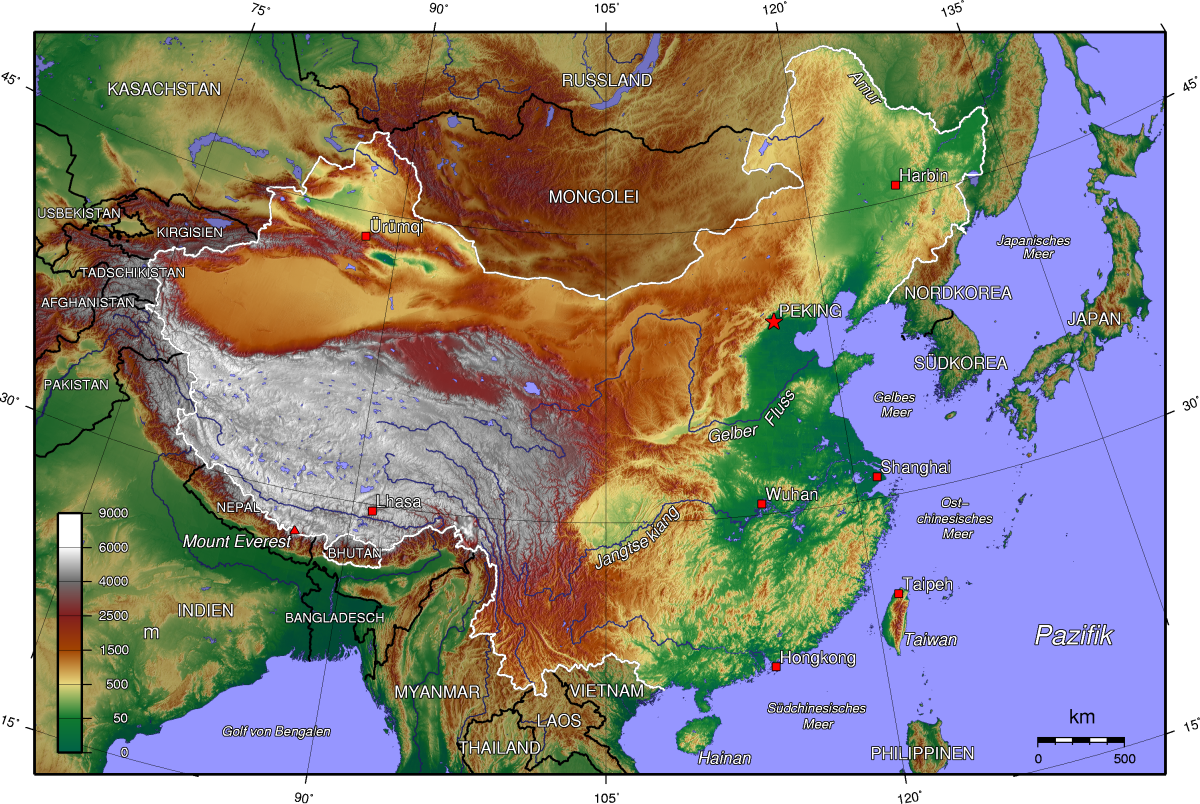 75°
90°
105°
120°
135°
45°
45°
KASACHSTAN
RUSSLAND
Amur
Harbin
MONGOLEI
USBEKISTAN
KIRGISIEN
Ürümqi
Japanisches
Meer
TADSCHIKISTAN
AFGHANISTAN
NORDKOREA
PEKING
JAPAN
SÜDKOREA
PAKISTAN
30°
30°
Gelbes
Meer
Gelber Fluss
Shanghai
Wuhan
Lhasa
NEPAL
Ost–
chinesisches
Meer
Mount Everest
BHUTAN
Jangtsekiang
9000
6000
4000
2500
1500
500
50
0
m
Taipeh
INDIEN
BANGLADESCH
Taiwan
Pazifik
Hongkong
MYANMAR
VIETNAM
Südchinesisches
Meer
LAOS
Golf von Bengalen
THAILAND
Hainan
PHILIPPINEN
km
0
500
15°
15°
90°
105°
120°